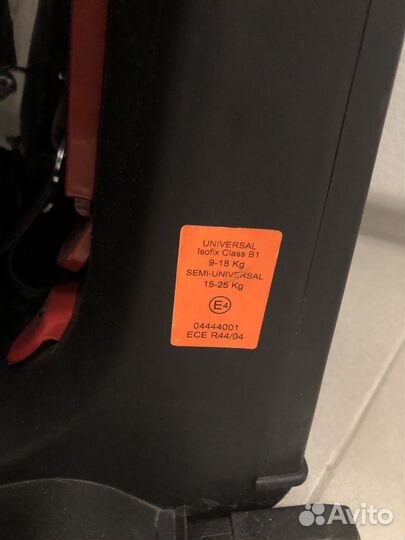 UNIVERSAL
Isofix Class B1
9-18 Kg
SEMI-UNIVERSAL
15-25 Kg
E4
04444001
ECE R44/04
Avito